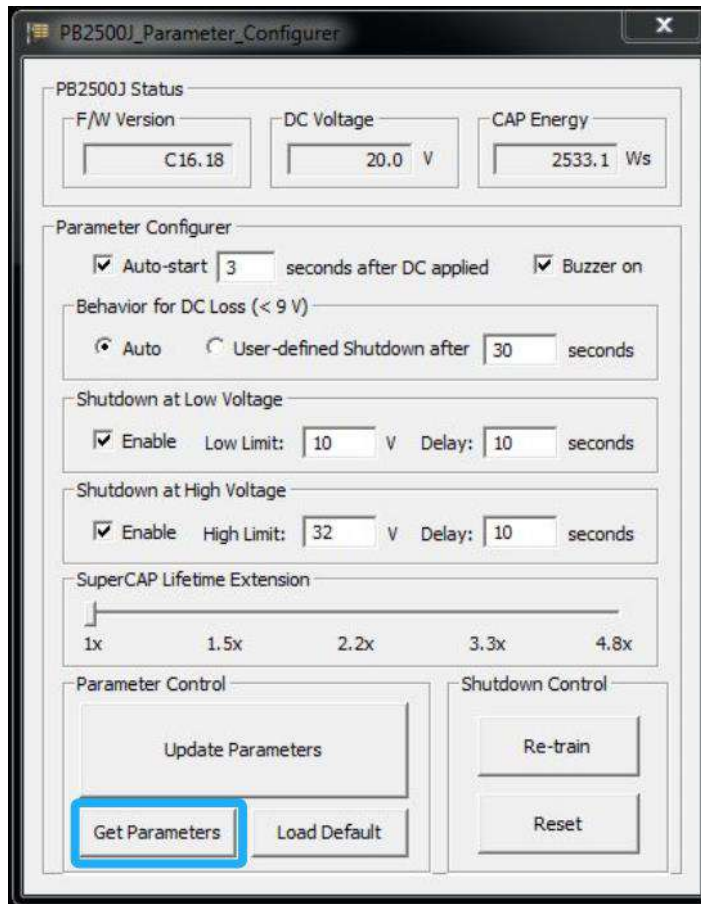 PB2500J_Parameter_Configurer
x
PB2500J Status
F/W Version DC Voltage CAP Energy
C16.18 20.0 V 2533.1 Ws
Parameter Configurer
Auto-start 3 seconds after DC applied Buzzer on
Behavior for DC Loss (< 9 V)
Auto User-defined Shutdown after 30 seconds
Shutdown at Low Voltage
Enable Low Limit: 10 V Delay: 10 seconds
Shutdown at High Voltage
Enable High Limit: 32 V Delay: 10 seconds
SuperCAP Lifetime Extension
1x 1.5x 2.2x 3.3x 4.8x
Parameter Control Shutdown Control
Update Parameters Re-train
Get Parameters Load Default Reset